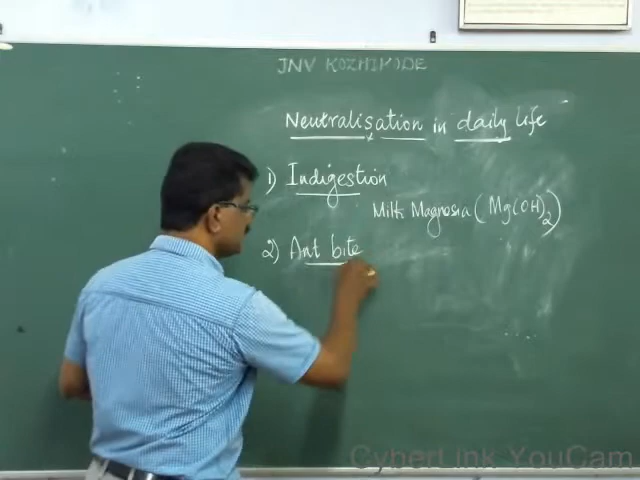 JNV KOZHIKODE
Neutralisation in daily life
1) Indigestion
Milk Magnesia (Mg(OH)2)
2) Ant bite
CyberLink YouCam